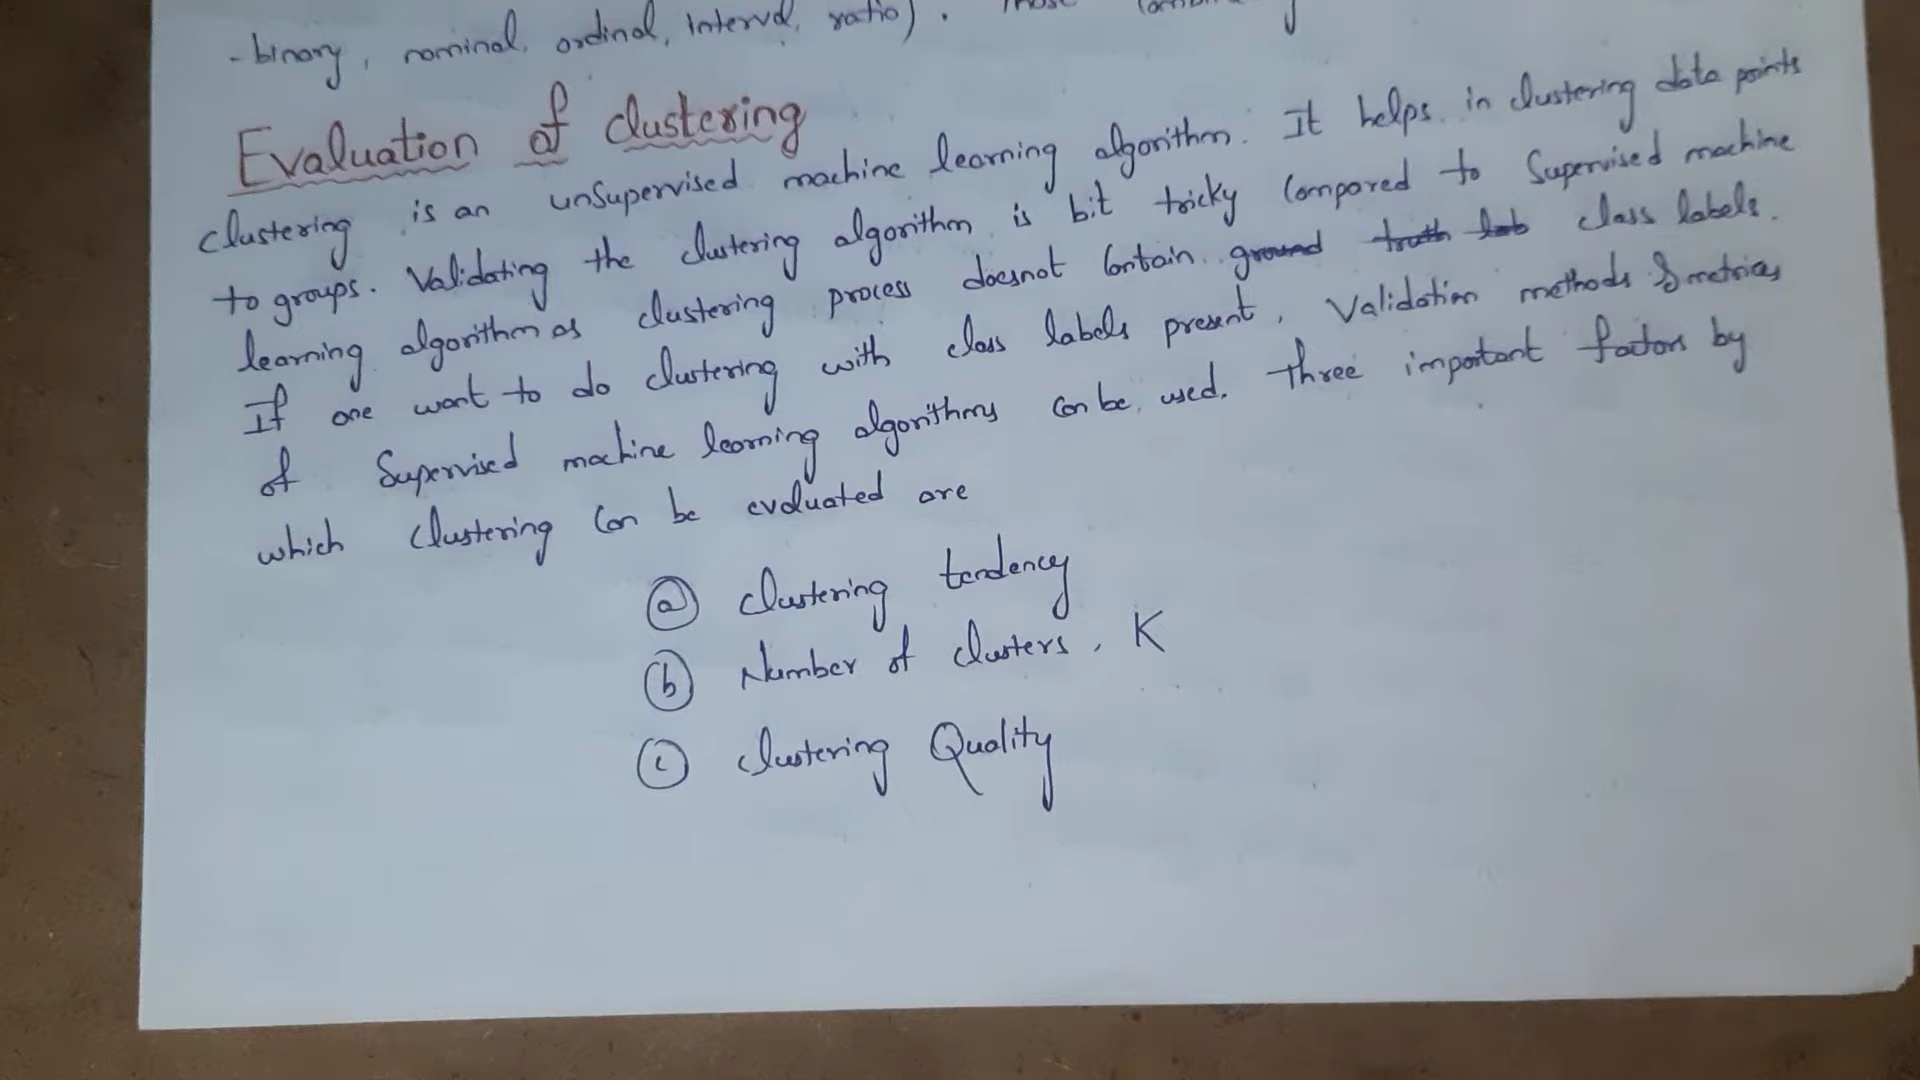 - binary, nominal, ordinal, interval, ratio).
Evaluation of clustering
clustering is an unSupervised machine learning algorithm. It helps in clustering data points
to groups. Validating the clustering algorithm is bit tricky compared to Supervised machine
learning algorithm as clustering process doesnot contain ground truth lab class labels.
If one want to do clustering with class labels present, Validation methods & metrics
of Supervised machine learning algorithms can be used. Three important factors by
which clustering can be evaluated are
a clustering tendency
b Number of clusters, K
c clustering Quality